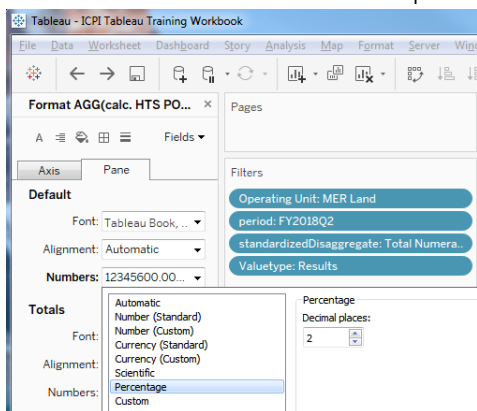 Tableau - ICPI Tableau Training Workbook
File Data Worksheet Dashboard Story Analysis Map Format Server
Format AGG(calc. HTS PO... ×
Pages
Fields
Axis Pane
Filters
Default
Operating Unit: MER Land
Font: Tableau Book, ..
period: FY2018Q2
Alignment: Automatic
standardizedDisaggregate: Total Numera..
Numbers: 12345600.00...
Valuetype: Results
Totals
Font:
Alignment:
Numbers:
Automatic
Number (Standard)
Number (Custom)
Currency (Standard)
Currency (Custom)
Scientific
Percentage
Custom
Percentage
Decimal places:
2